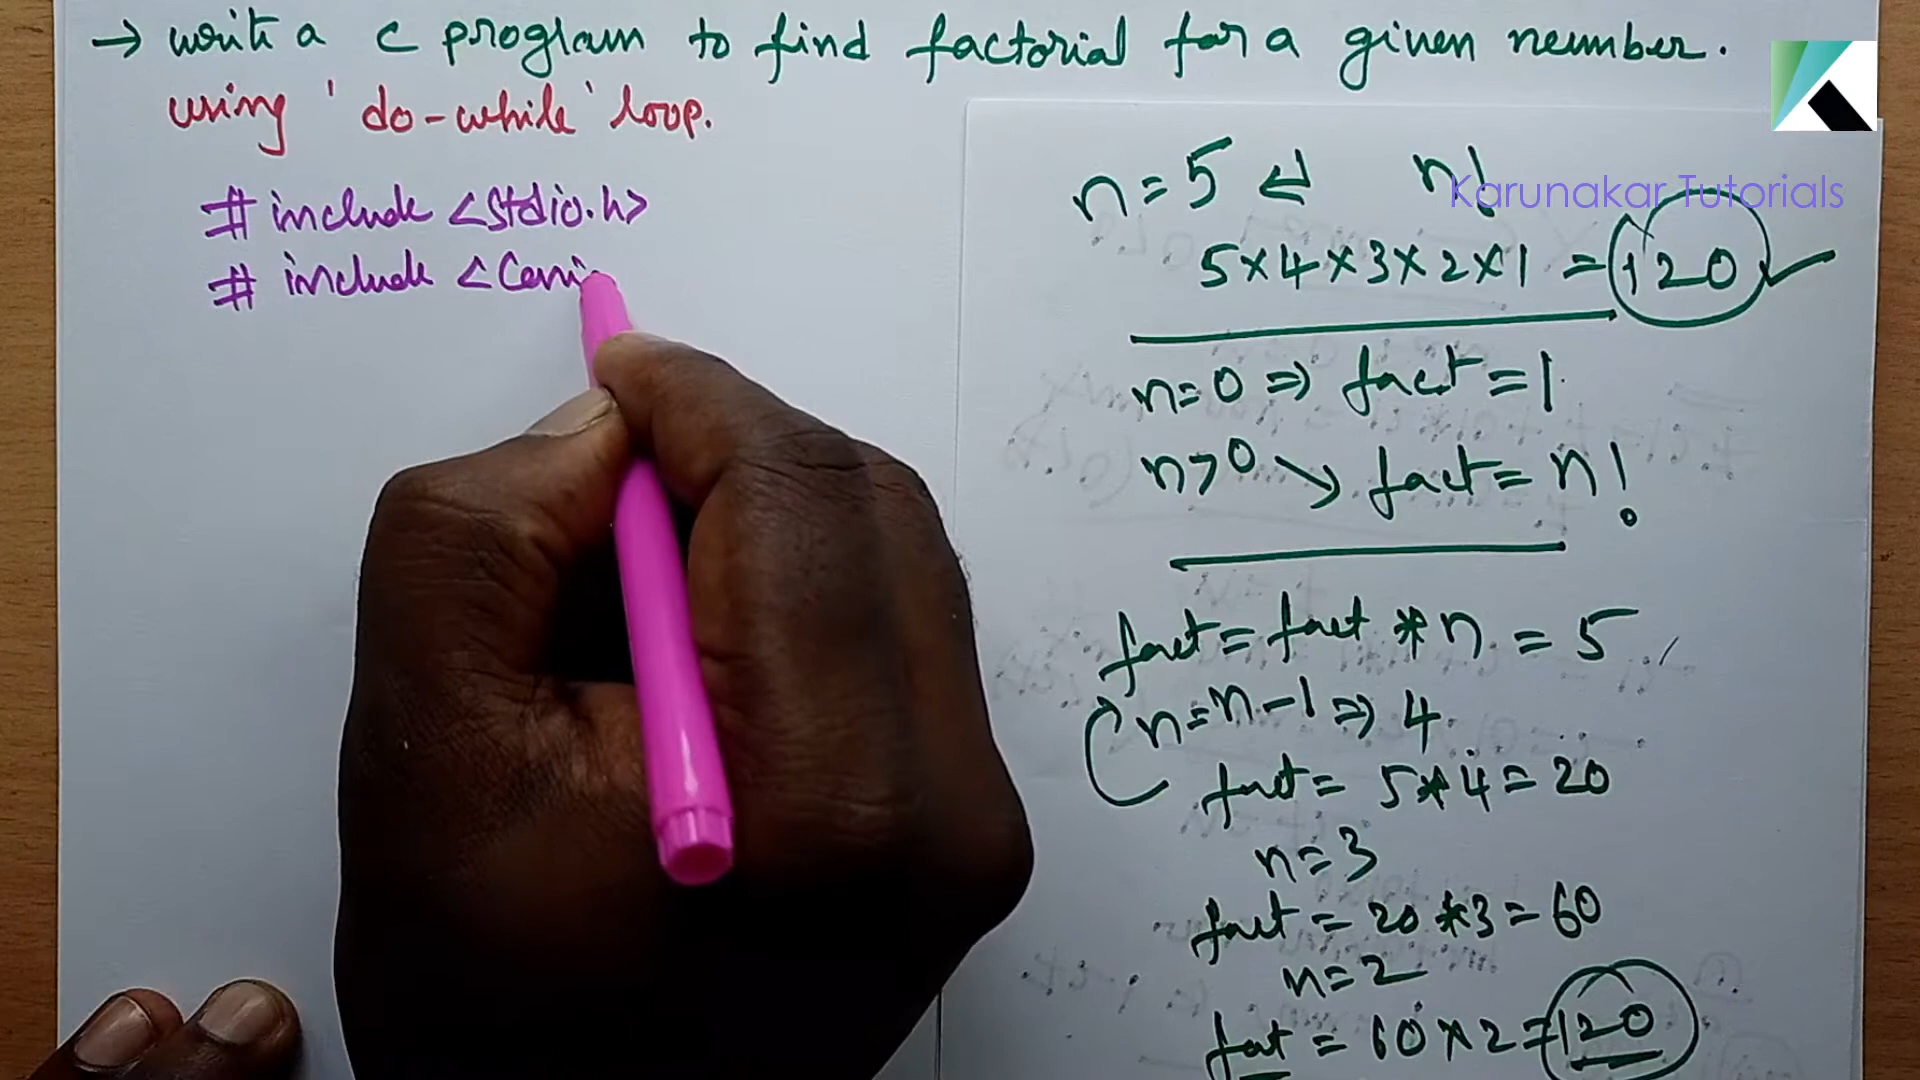 → write a c program to find factorial for a given number.
using 'do-while' loop.
# include <stdio.h>
# include <Coni
n=5 ↵ n!
Karunakar Tutorials
5×4×3×2×1 = 120 ✓
n=0 ⇒ fact=1
n>0 ↘ fact= n!
fact=fact *n = 5
n=n-1 ⇒ 4
fact= 5*4=20
n=3
fact= 20*3=60
n=2
fat = 60×2=120